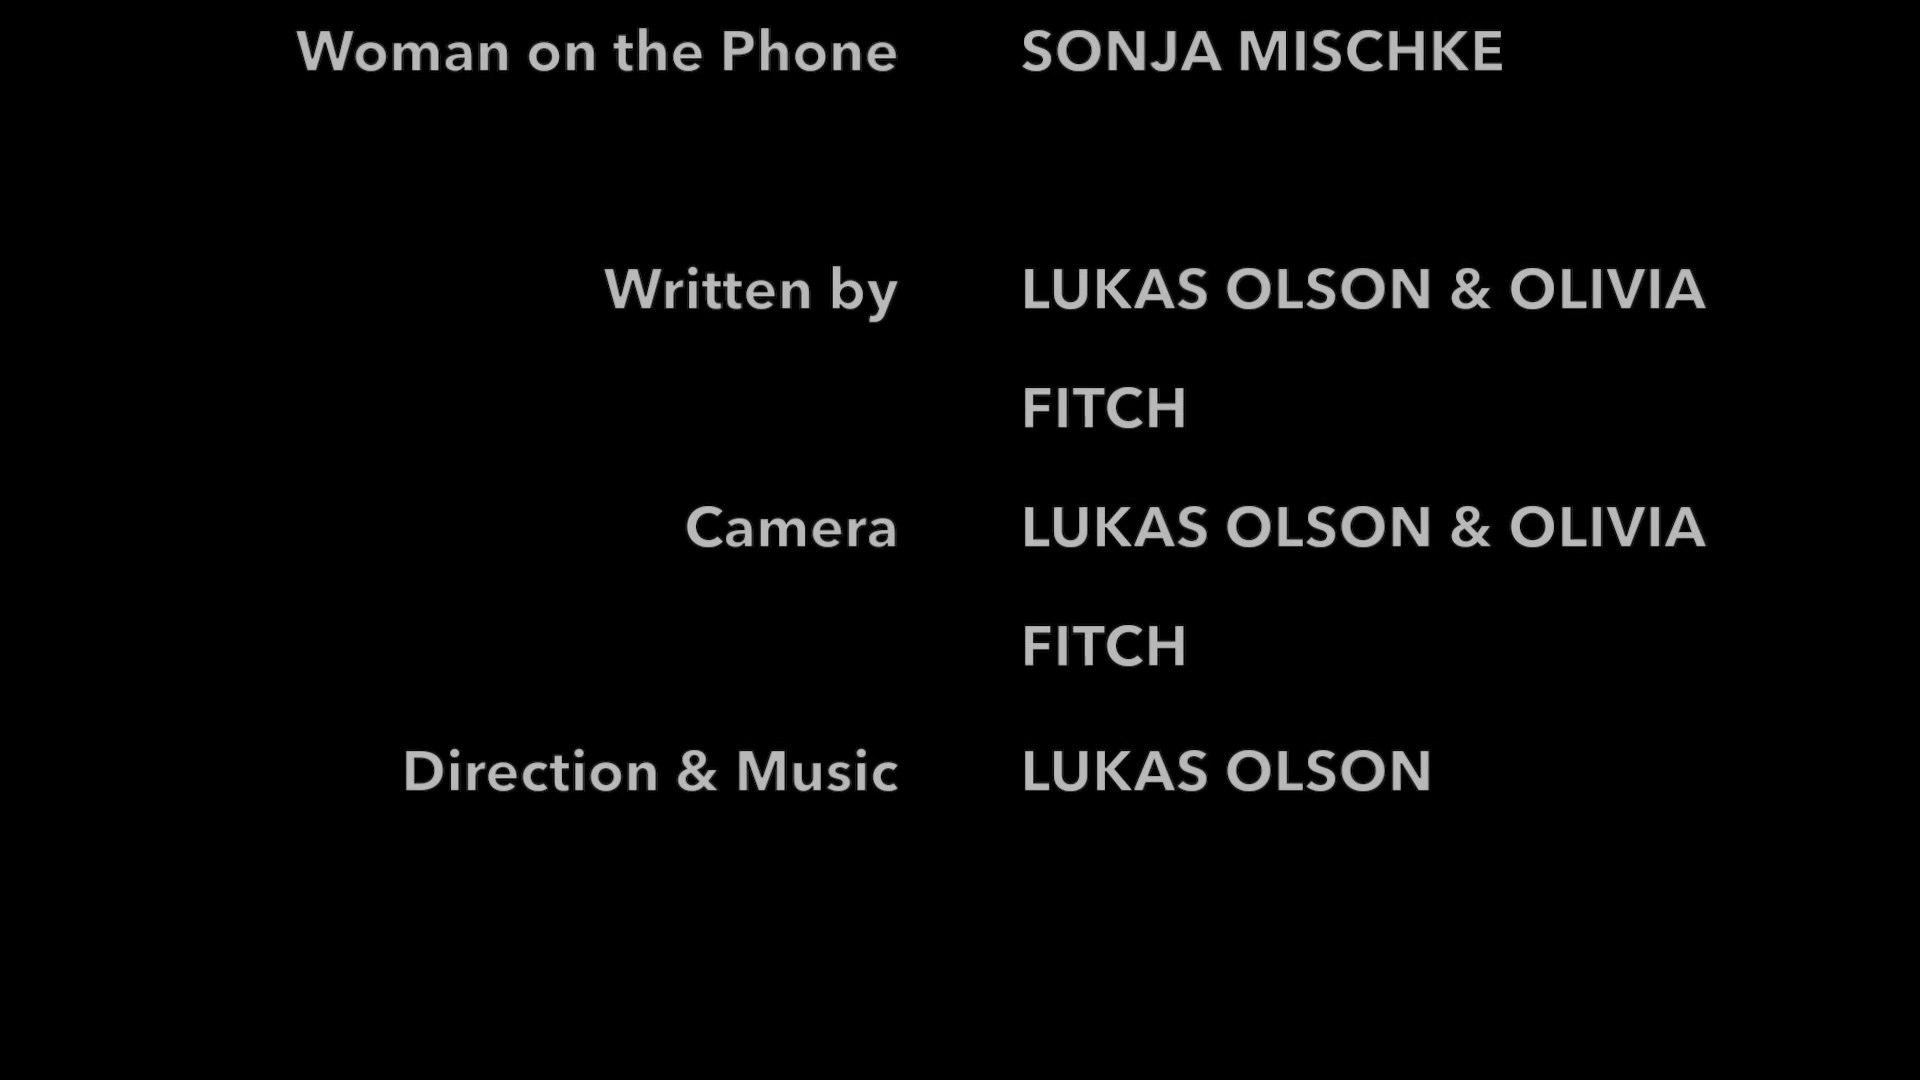 Woman on the Phone SONJA MISCHKE
Written by LUKAS OLSON & OLIVIA
FITCH
Camera LUKAS OLSON & OLIVIA
FITCH
Direction & Music LUKAS OLSON